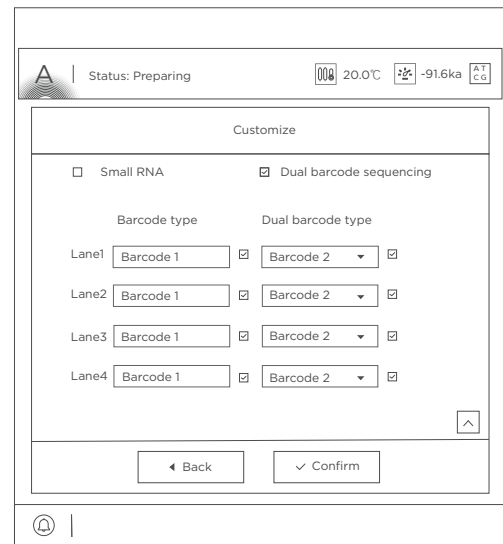 A
Status: Preparing
20.0℃
-91.6ka
A T
C G
Customize
Small RNA
Dual barcode sequencing
Barcode type
Dual barcode type
Lane1 Barcode 1 Barcode 2
Lane2 Barcode 1 Barcode 2
Lane3 Barcode 1 Barcode 2
Lane4 Barcode 1 Barcode 2
Back
Confirm